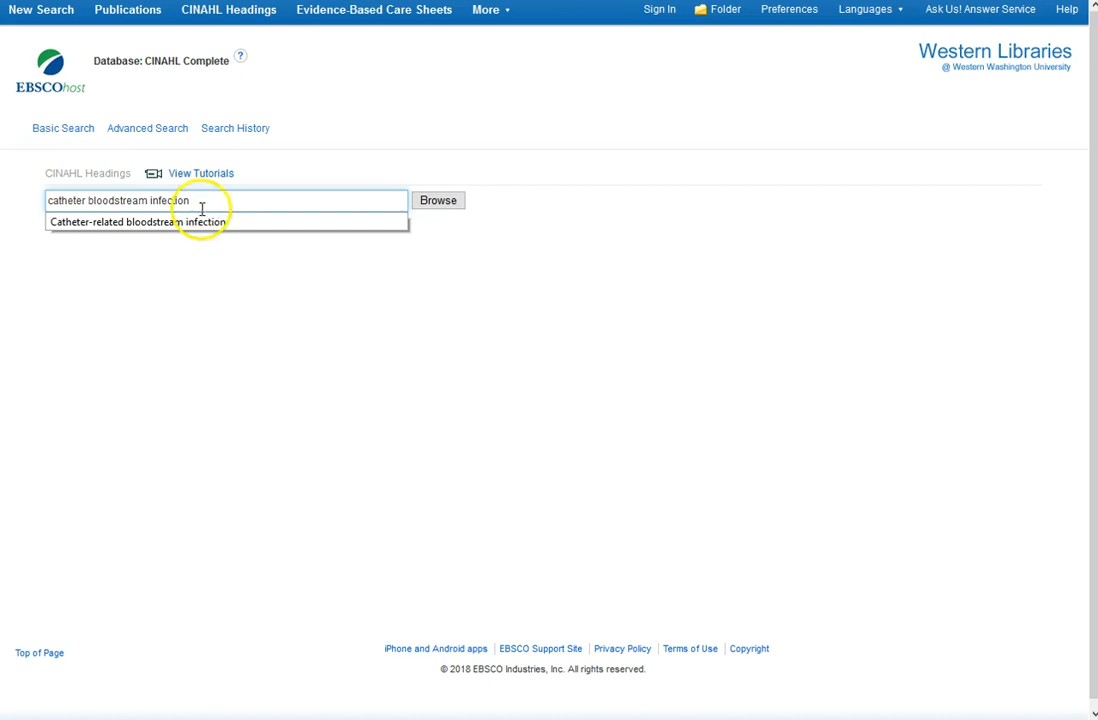 New Search Publications CINAHL Headings Evidence-Based Care Sheets More Sign In Folder Preferences Languages Ask Us! Answer Service Help
EBSCOhost
Database: CINAHL Complete ?
Western Libraries
@ Western Washington University
Basic Search Advanced Search Search History
CINAHL Headings View Tutorials
catheter bloodstream infection Browse
Catheter-related bloodstream infection
Top of Page
iPhone and Android apps EBSCO Support Site Privacy Policy Terms of Use Copyright
© 2018 EBSCO Industries, Inc. All rights reserved.